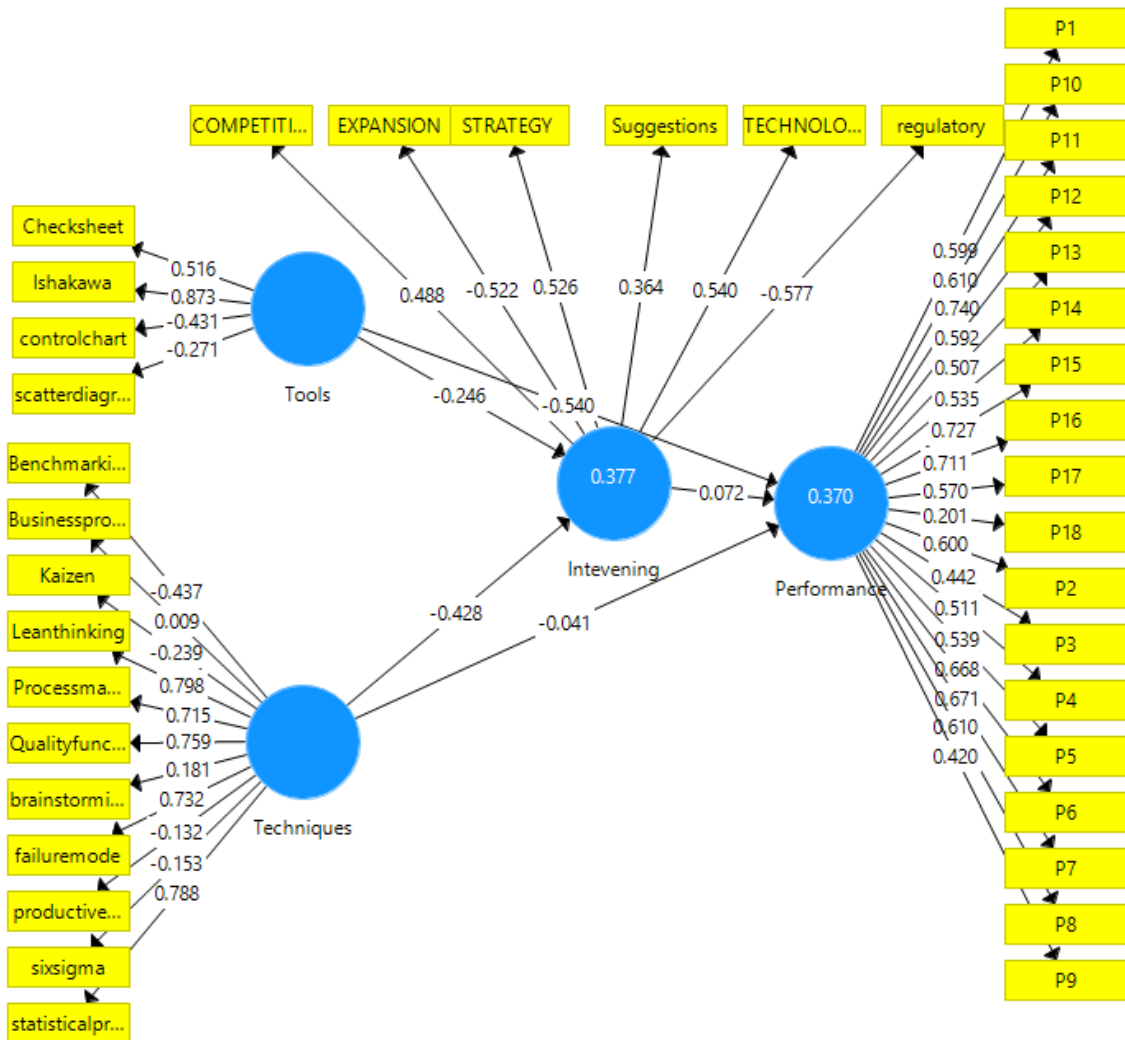 P1
P10
COMPETITI...
EXPANSION
STRATEGY
Suggestions
TECHNOLO...
regulatory
P11
P12
Checksheet
P13
0.599
0.516
Ishakawa
0.610
0.873
0.488
-0.522
0.526
0.364
0.540
-0.577
0.740
P14
-0.431
controlchart
0.592
-0.271
0.507
P15
scatterdiagr...
Tools
-0.246
-0.540
0.535
0.727
P16
Benchmarki...
0.711
0.377
0.072
0.370
0.570
P17
Businesspro...
0.201
P18
0.600
Intevening
Kaizen
Performance
0.442
P2
-0.437
0.009
-0.428
-0.041
0.511
Leanthinking
0.539
P3
-0.239
0.798
0.668
Processma...
0.715
0.671
P4
0.759
0.610
Qualityfunc...
0.181
0.420
P5
brainstormi...
0.732
P6
Techniques
-0.132
failuremode
-0.153
P7
0.788
productive...
P8
sixsigma
P9
statisticalpr...